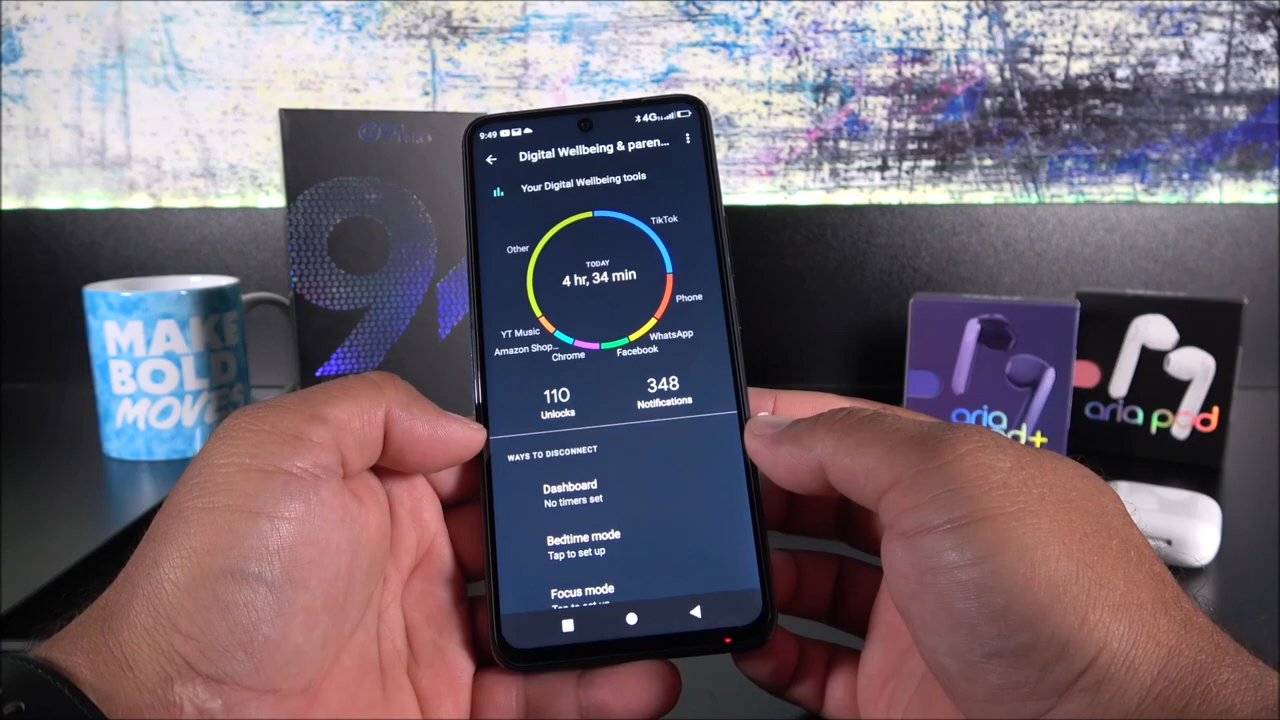 9:49
4G
Digital Wellbeing & paren...
Your Digital Wellbeing tools
TikTok
Other
TODAY
4 hr, 34 min
Phone
YT Music
WhatsApp
Amazon Shop...
Facebook
Chrome
110
Unlocks
348
Notifications
WAYS TO DISCONNECT
Dashboard
No timers set
Bedtime mode
Tap to set up
Focus mode
MAKE
BOLD
MOVES
aria
aria pod